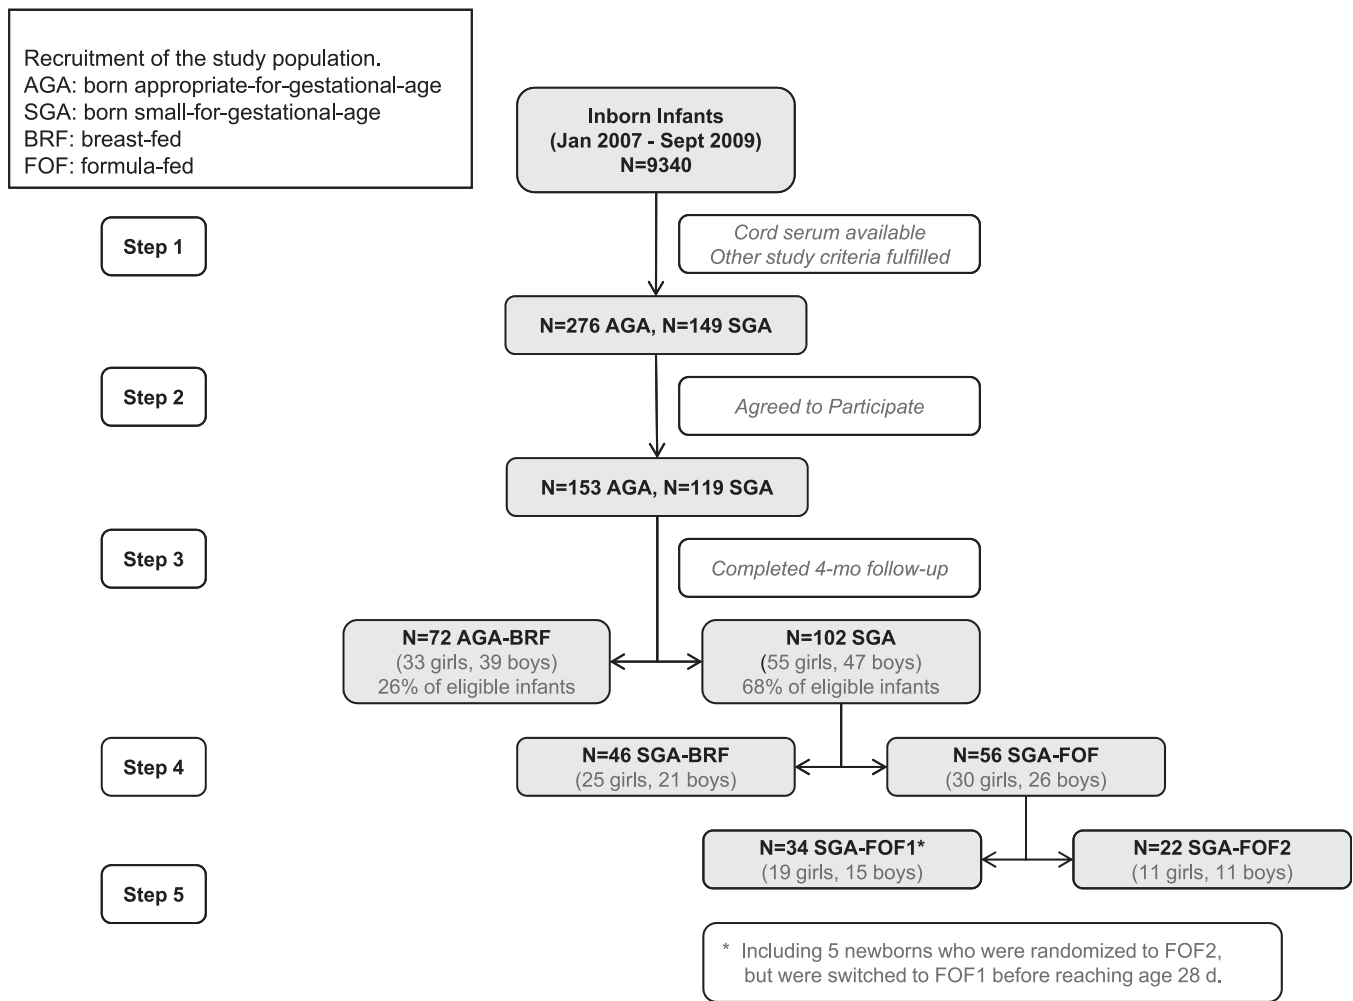 Recruitment of the study population.
AGA: born appropriate-for-gestational-age
SGA: born small-for-gestational-age
BRF: breast-fed
FOF: formula-fed
Inborn Infants
(Jan 2007 - Sept 2009)
N=9340
Step 1
Cord serum available
Other study criteria fulfilled
N=276 AGA, N=149 SGA
Step 2
Agreed to Participate
N=153 AGA, N=119 SGA
Step 3
Completed 4-mo follow-up
N=72 AGA-BRF
(33 girls, 39 boys)
26% of eligible infants
N=102 SGA
(55 girls, 47 boys)
68% of eligible infants
Step 4
N=46 SGA-BRF
(25 girls, 21 boys)
N=56 SGA-FOF
(30 girls, 26 boys)
Step 5
N=34 SGA-FOF1*
(19 girls, 15 boys)
N=22 SGA-FOF2
(11 girls, 11 boys)
* Including 5 newborns who were randomized to FOF2,
but were switched to FOF1 before reaching age 28 d.